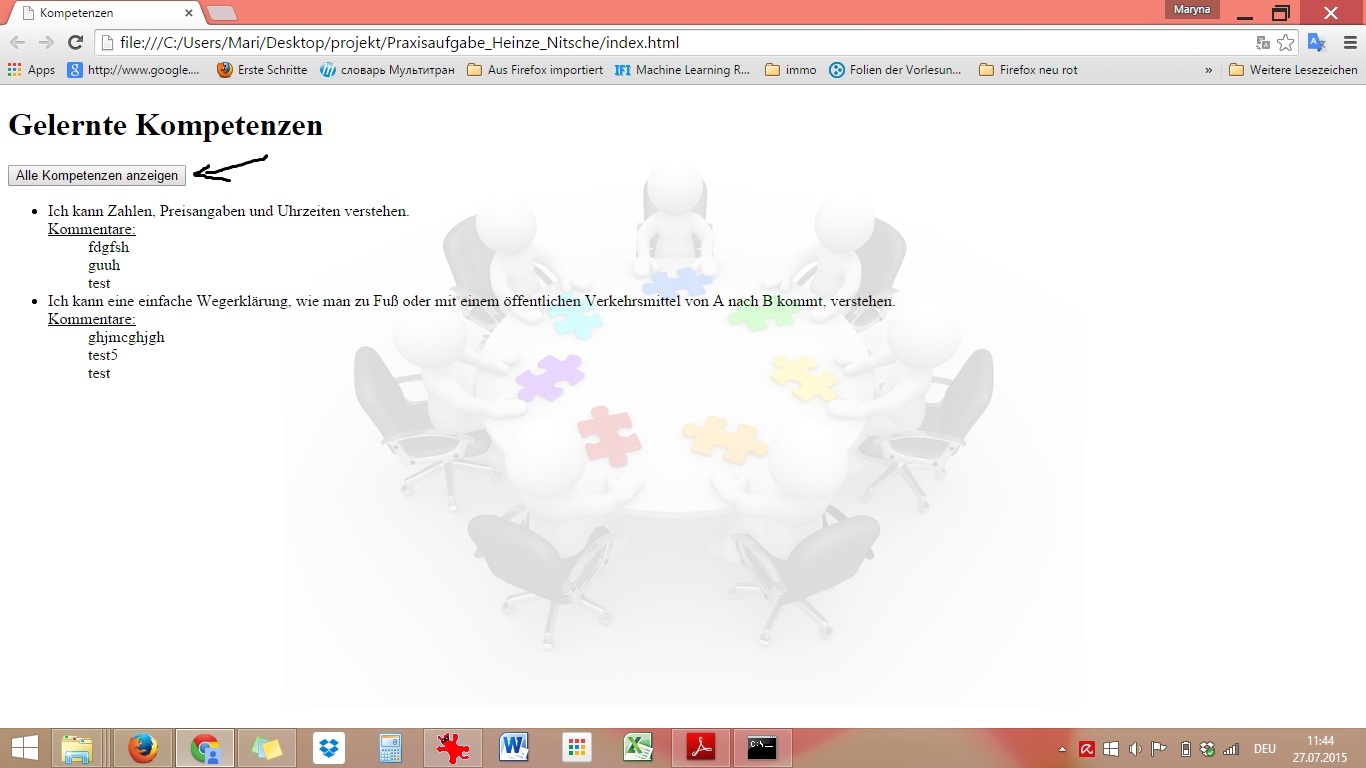 Kompetenzen
Maryna
file:///C:/Users/Mari/Desktop/projekt/Praxisaufgabe_Heinze_Nitsche/index.html
Apps http://www.google.... Erste Schritte словарь Мультитран Aus Firefox importiert IFI Machine Learning R... immo Folien der Vorlesun... Firefox neu rot » Weitere Lesezeichen
Gelernte Kompetenzen
Alle Kompetenzen anzeigen
Ich kann Zahlen, Preisangaben und Uhrzeiten verstehen.
Kommentare:
fdgfsh
guuh
test
Ich kann eine einfache Wegerklärung, wie man zu Fuß oder mit einem öffentlichen Verkehrsmittel von A nach B kommt, verstehen.
Kommentare:
ghjmcghjgh
test5
test
DEU
11:44
27.07.2015